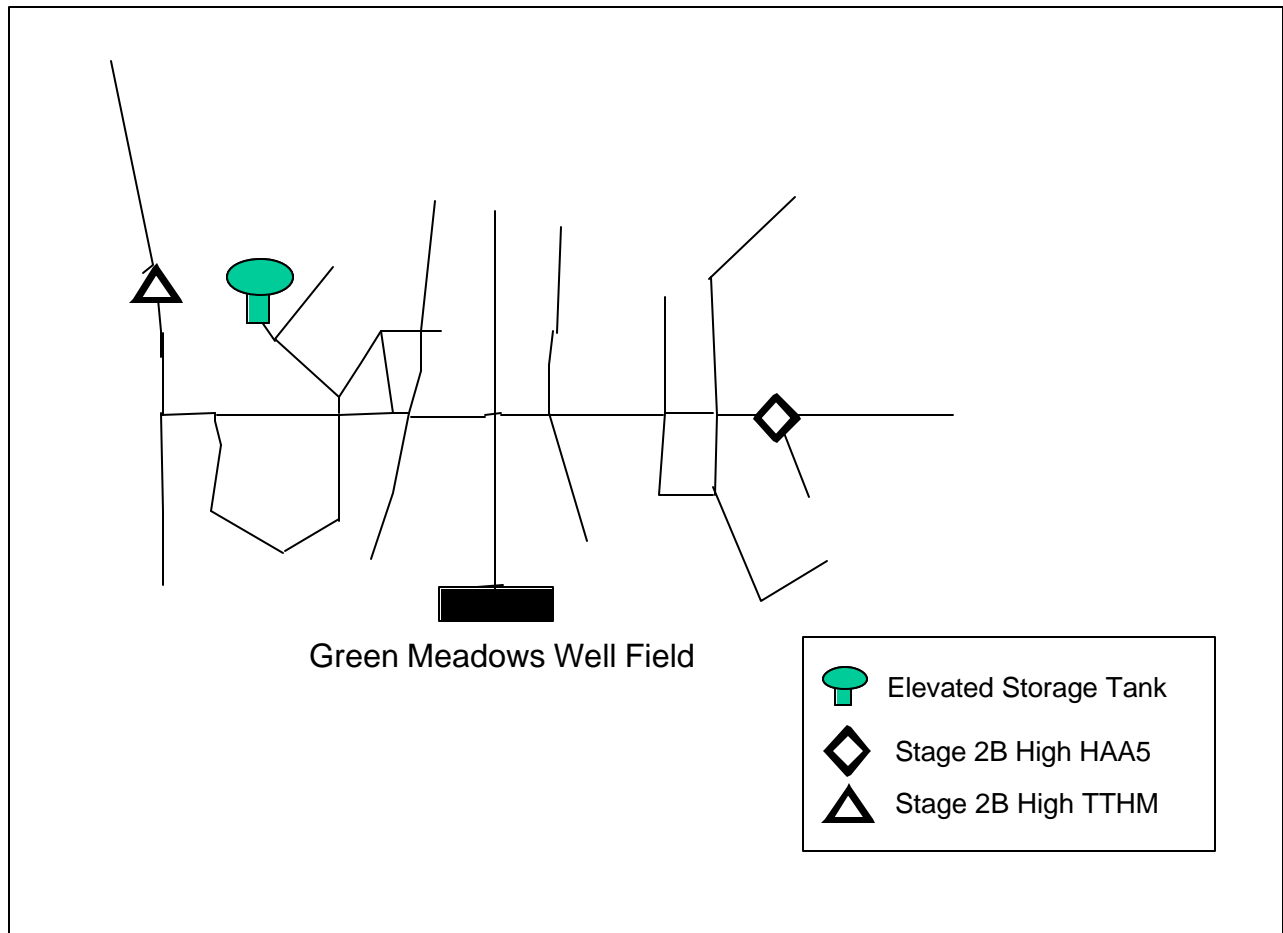 Green Meadows Well Field
Elevated Storage Tank
Stage 2B High HAA5
Stage 2B High TTHM